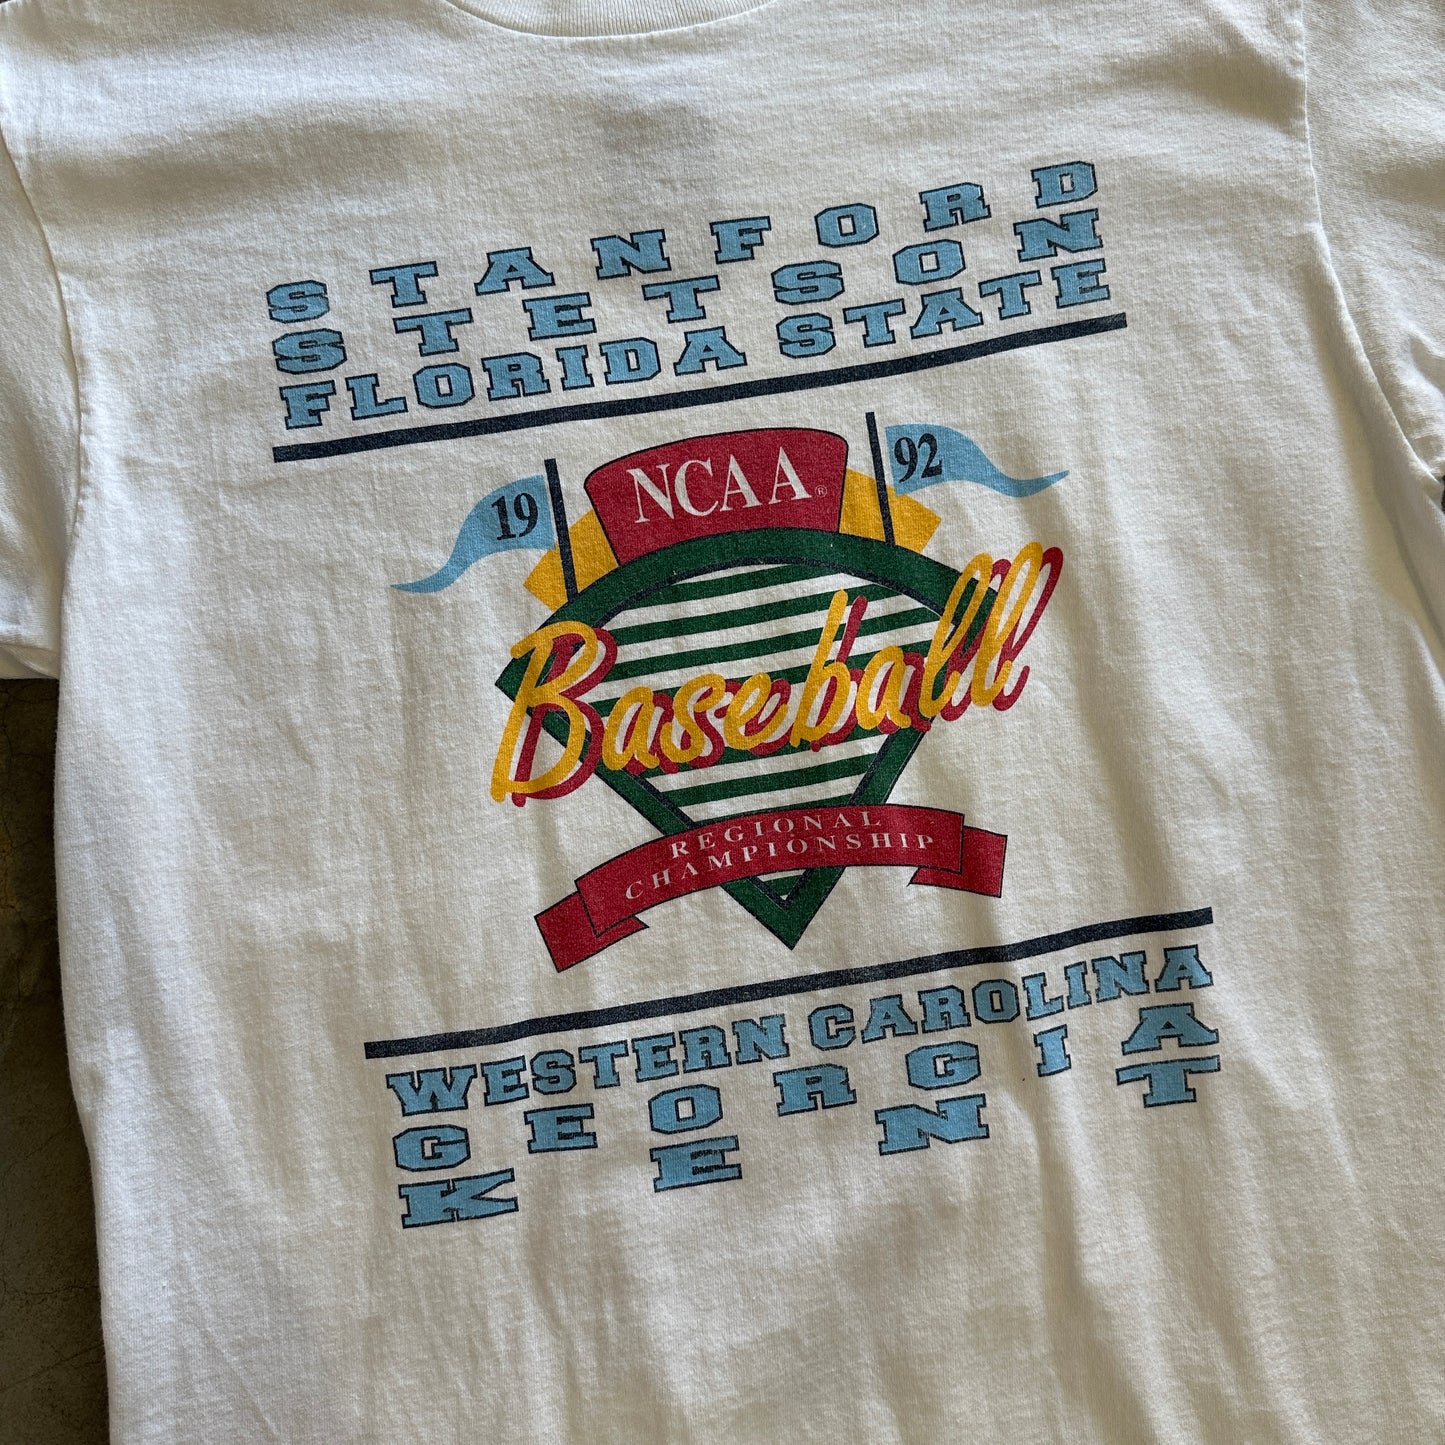 STANFORD
STETSON
FLORIDA STATE
19 NCAA® 92
Baseball
REGIONAL
CHAMPIONSHIP
WESTERN CAROLINA
GEORGIA
KENT